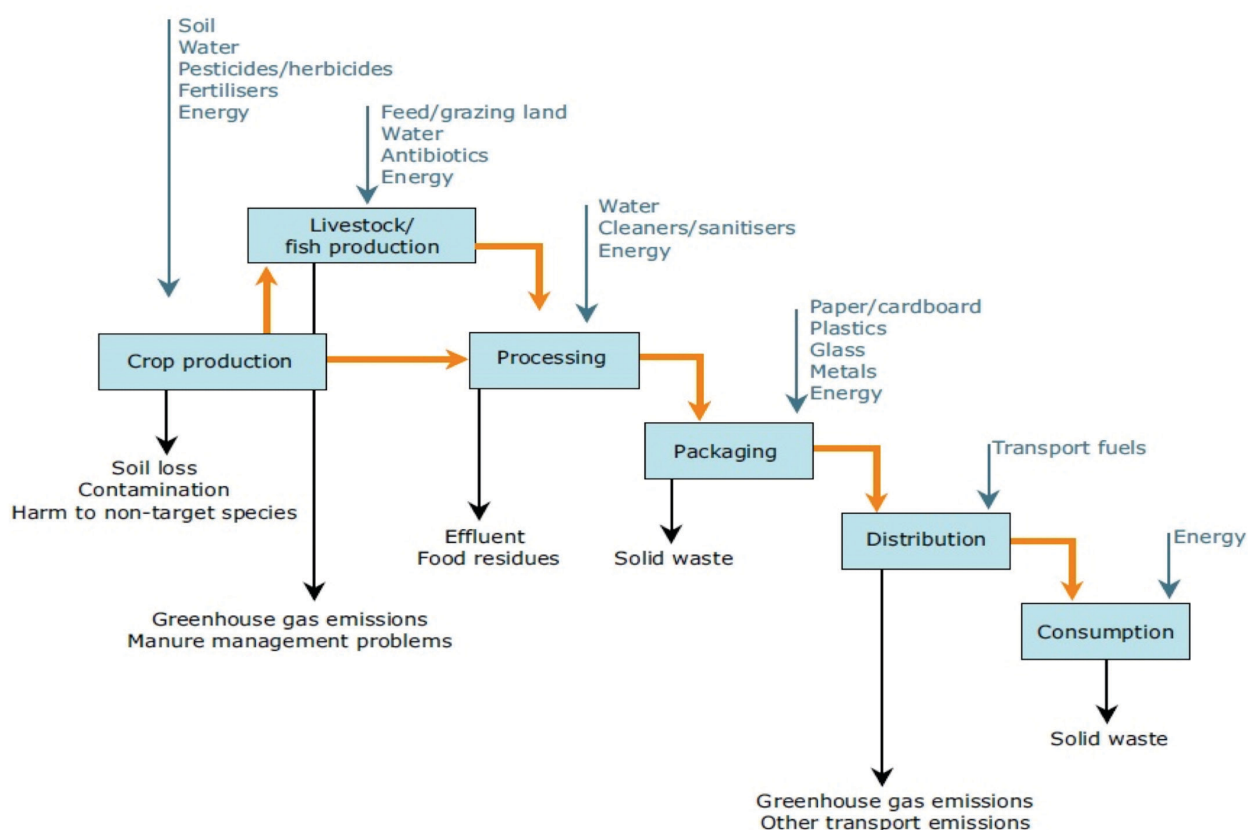 Soil
Water
Pesticides/herbicides
Fertilisers
Energy
Feed/grazing land
Water
Antibiotics
Energy
Livestock/
fish production
Water
Cleaners/sanitisers
Energy
Crop production
Processing
Paper/cardboard
Plastics
Glass
Metals
Energy
Packaging
Transport fuels
Soil loss
Contamination
Harm to non-target species
Effluent
Food residues
Solid waste
Distribution
Energy
Greenhouse gas emissions
Manure management problems
Consumption
Solid waste
Greenhouse gas emissions
Other transport emissions